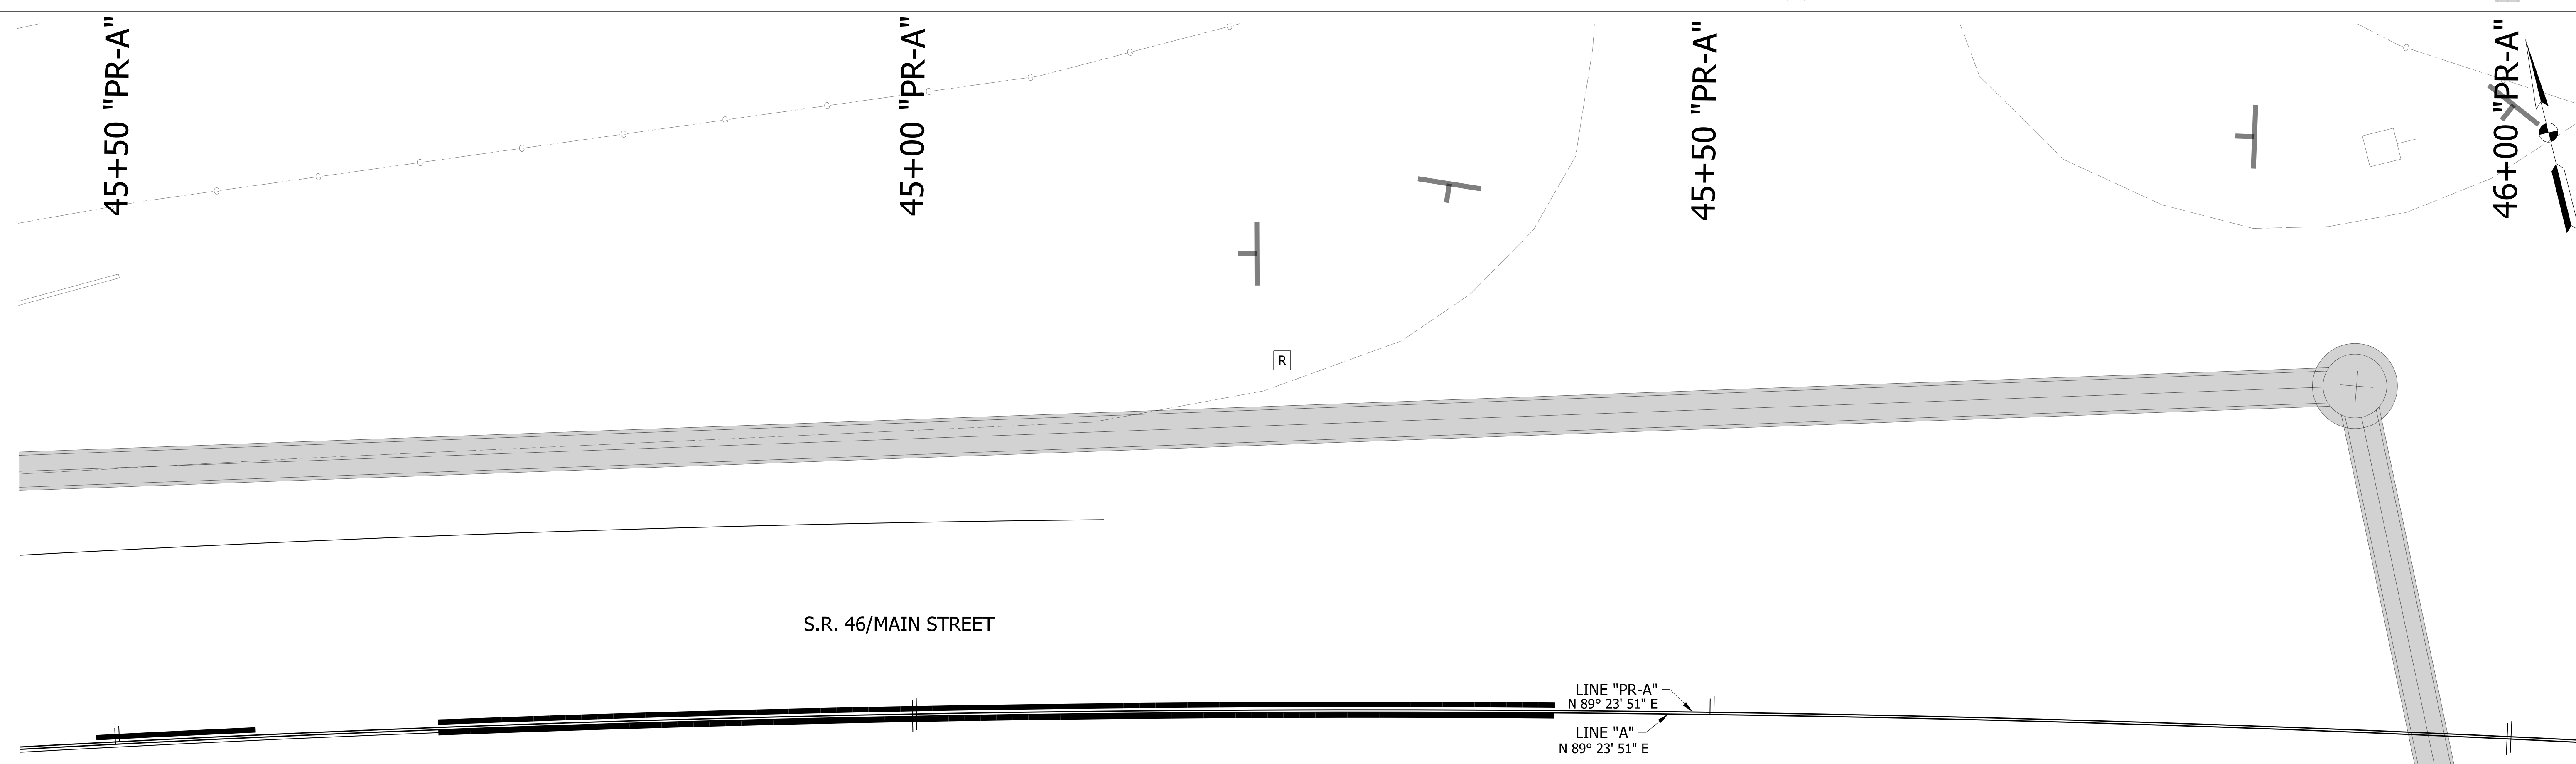 45+50 "PR-A"
45+00 "PR-A"
45+50 "PR-A"
46+00 "PR-A"
G G G G G G G G G G G G
R
S.R. 46/MAIN STREET
LINE "PR-A"
N 89° 23' 51" E
LINE "A"
N 89° 23' 51" E